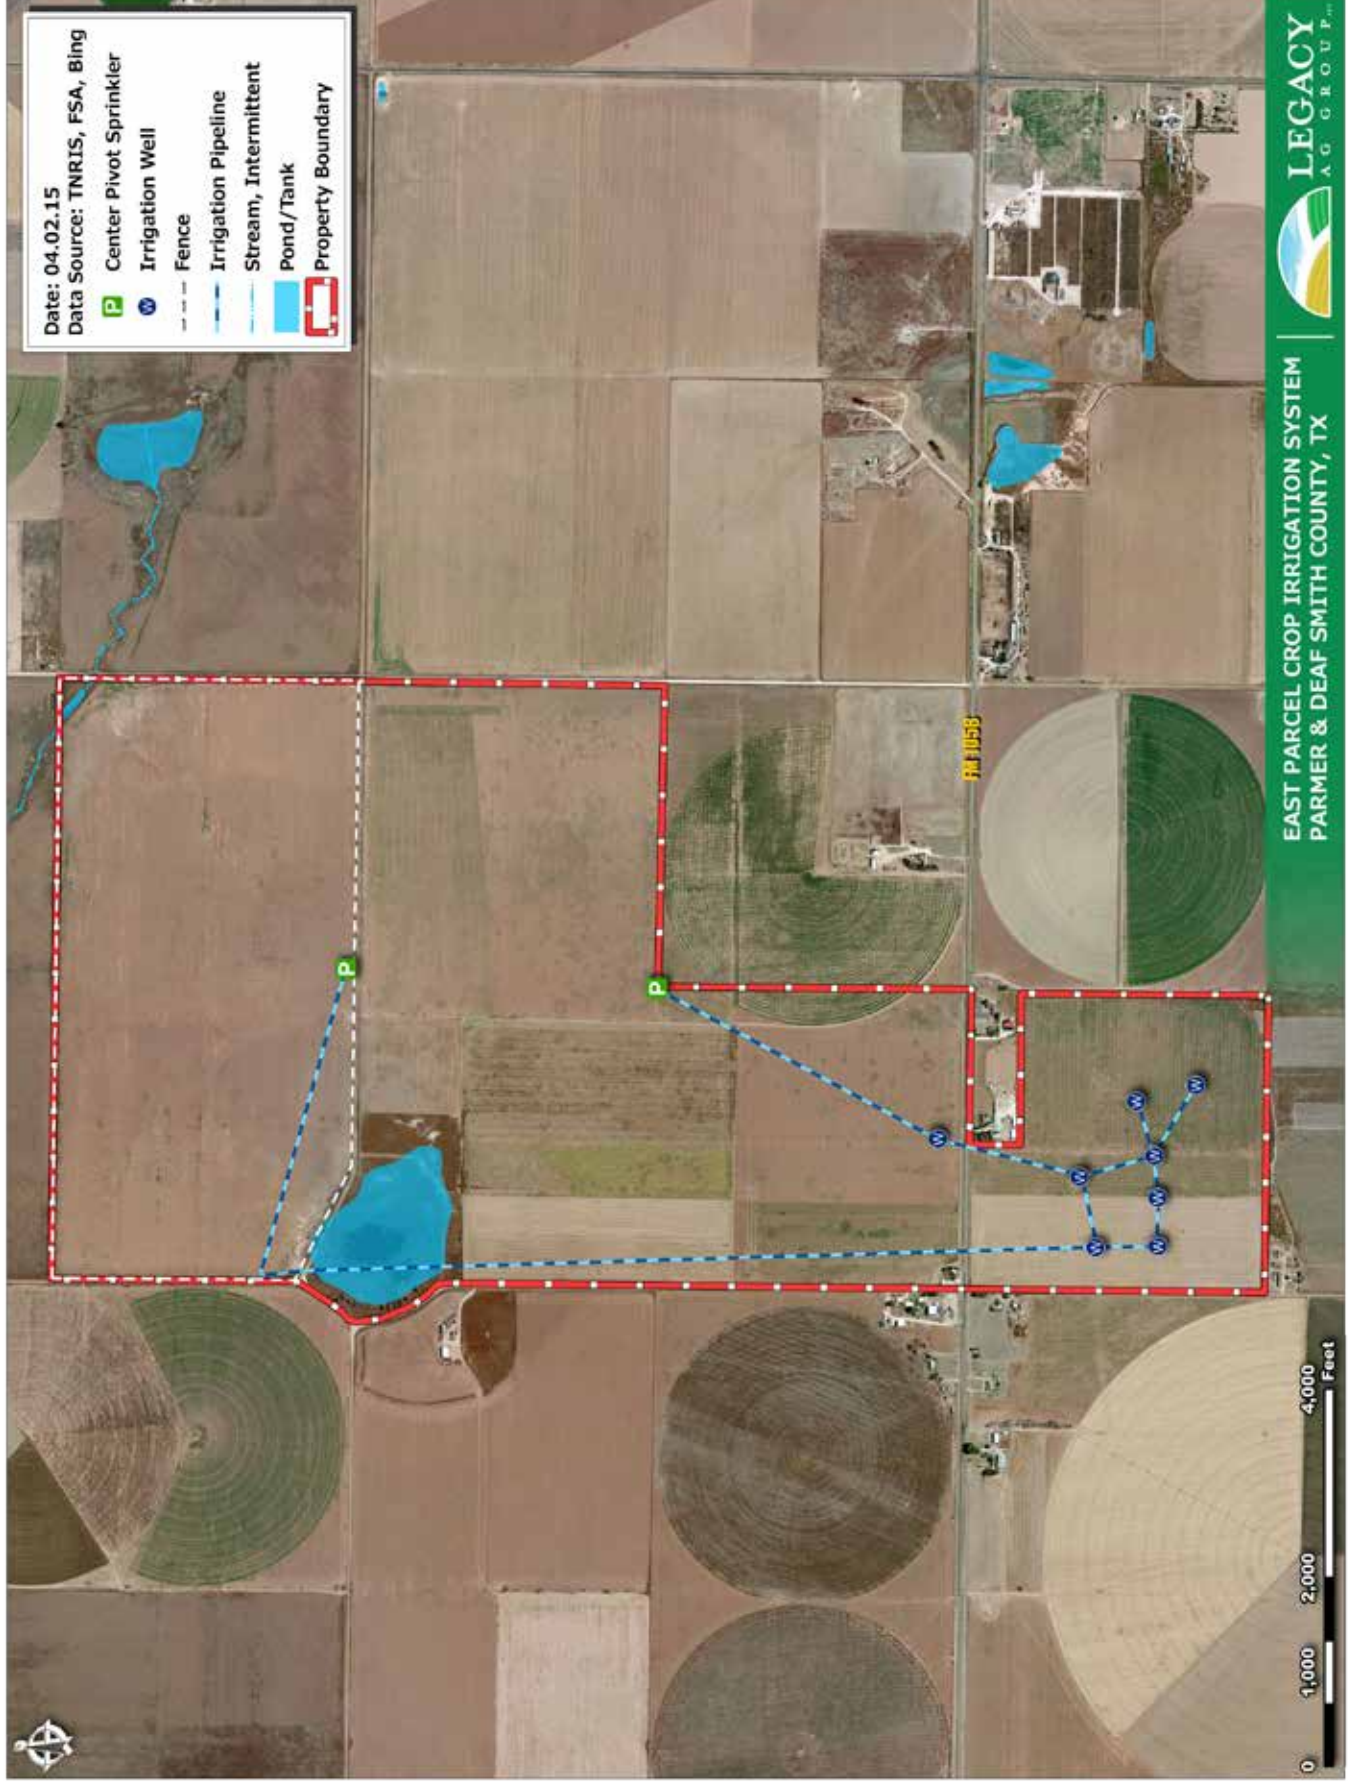 Date: 04.02.15
Data Source: TNRIS, FSA, Bing
P Center Pivot Sprinkler
W Irrigation Well
Fence
Irrigation Pipeline
Stream, Intermittent
Pond/Tank
Property Boundary
P
P
FM 1058
W
W
W
W
W
W
W
W
0 1,000 2,000 4,000
Feet
EAST PARCEL CROP IRRIGATION SYSTEM
PARMER & DEAF SMITH COUNTY, TX
LEGACY
AG GROUP